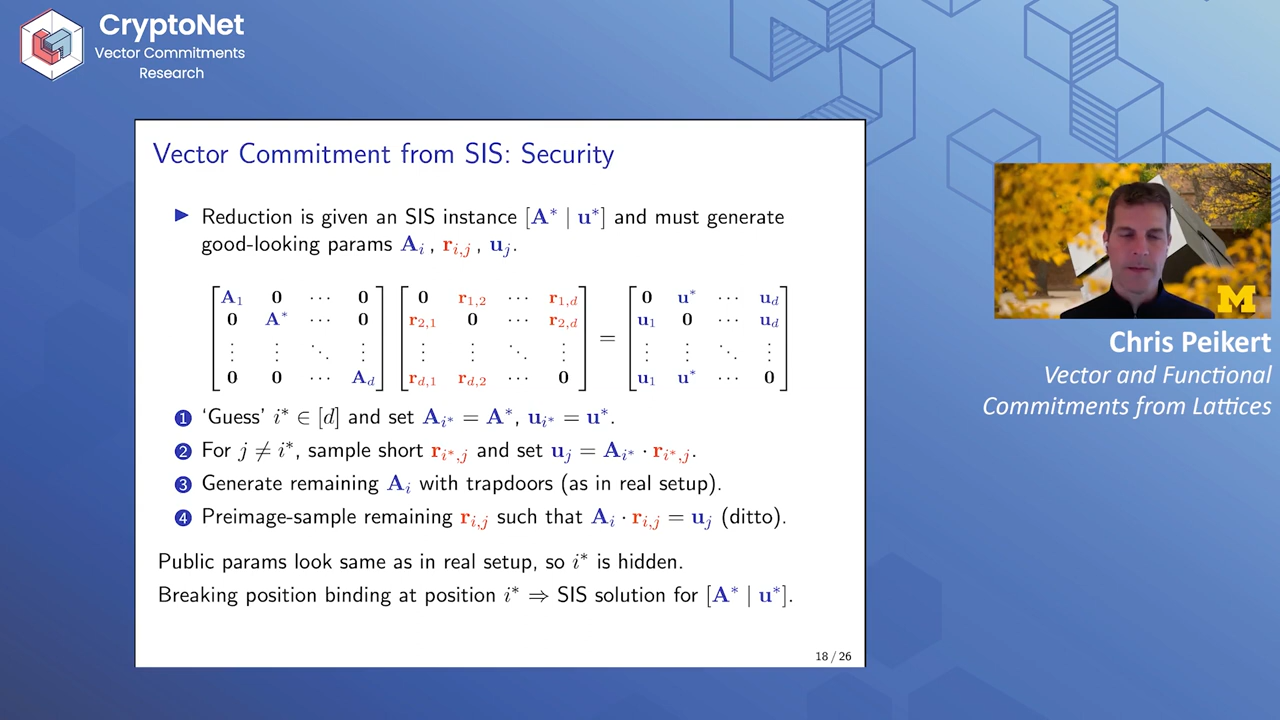 CryptoNet
Vector Commitments
Research
Vector Commitment from SIS: Security
▶ Reduction is given an SIS instance [A* | u*] and must generate
good-looking params A_i , r_{i,j} , u_j.
[A_1 0 ⋯ 0] [0 r_{1,2} ⋯ r_{1,d}] [0 u* ⋯ u_d]
[0 A* ⋯ 0] [r_{2,1} 0 ⋯ r_{2,d}] [u_1 0 ⋯ u_d]
[⋮ ⋮ ⋱ ⋮] [⋮ ⋮ ⋱ ⋮] = [⋮ ⋮ ⋱ ⋮]
[0 0 ⋯ A_d] [r_{d,1} r_{d,2} ⋯ 0] [u_1 u* ⋯ 0]
1 ‘Guess’ i* ∈ [d] and set A_{i*} = A*, u_{i*} = u*.
2 For j ≠ i*, sample short r_{i*,j} and set u_j = A_{i*} · r_{i*,j}.
3 Generate remaining A_i with trapdoors (as in real setup).
4 Preimage-sample remaining r_{i,j} such that A_i · r_{i,j} = u_j (ditto).
Public params look same as in real setup, so i* is hidden.
Breaking position binding at position i* ⇒ SIS solution for [A* | u*].
18 / 26
M
Chris Peikert
Vector and Functional
Commitments from Lattices